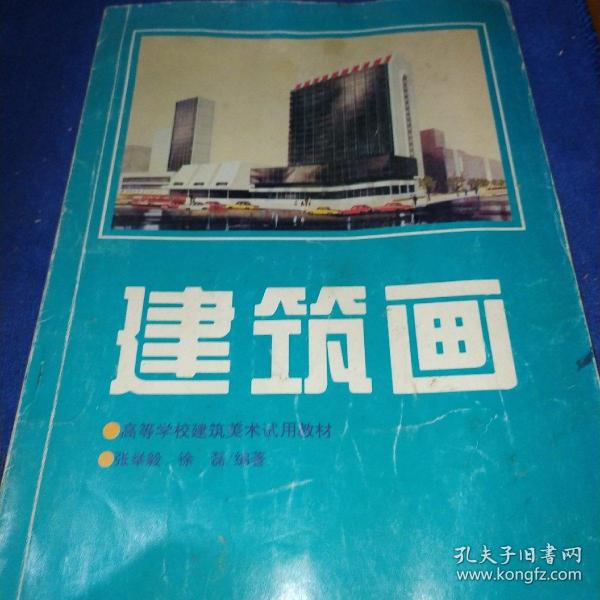 建筑画
高等学校建筑美术试用教材
张举毅 徐磊 编著
孔夫子旧書网
www.kongfz.com